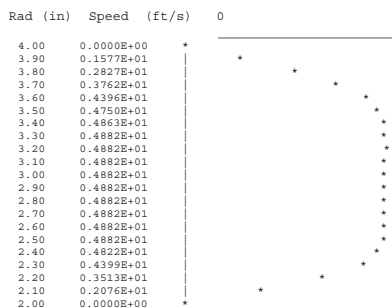 Rad (in) Speed (ft/s) 0
4.00 0.0000E+00 *
3.90 0.1577E+01 | *
3.80 0.2827E+01 | *
3.70 0.3762E+01 | *
3.60 0.4396E+01 | *
3.50 0.4750E+01 | *
3.40 0.4863E+01 | *
3.30 0.4882E+01 | *
3.20 0.4882E+01 | *
3.10 0.4882E+01 | *
3.00 0.4882E+01 | *
2.90 0.4882E+01 | *
2.80 0.4882E+01 | *
2.70 0.4882E+01 | *
2.60 0.4882E+01 | *
2.50 0.4882E+01 | *
2.40 0.4822E+01 | *
2.30 0.4399E+01 | *
2.20 0.3513E+01 | *
2.10 0.2076E+01 | *
2.00 0.0000E+00 *